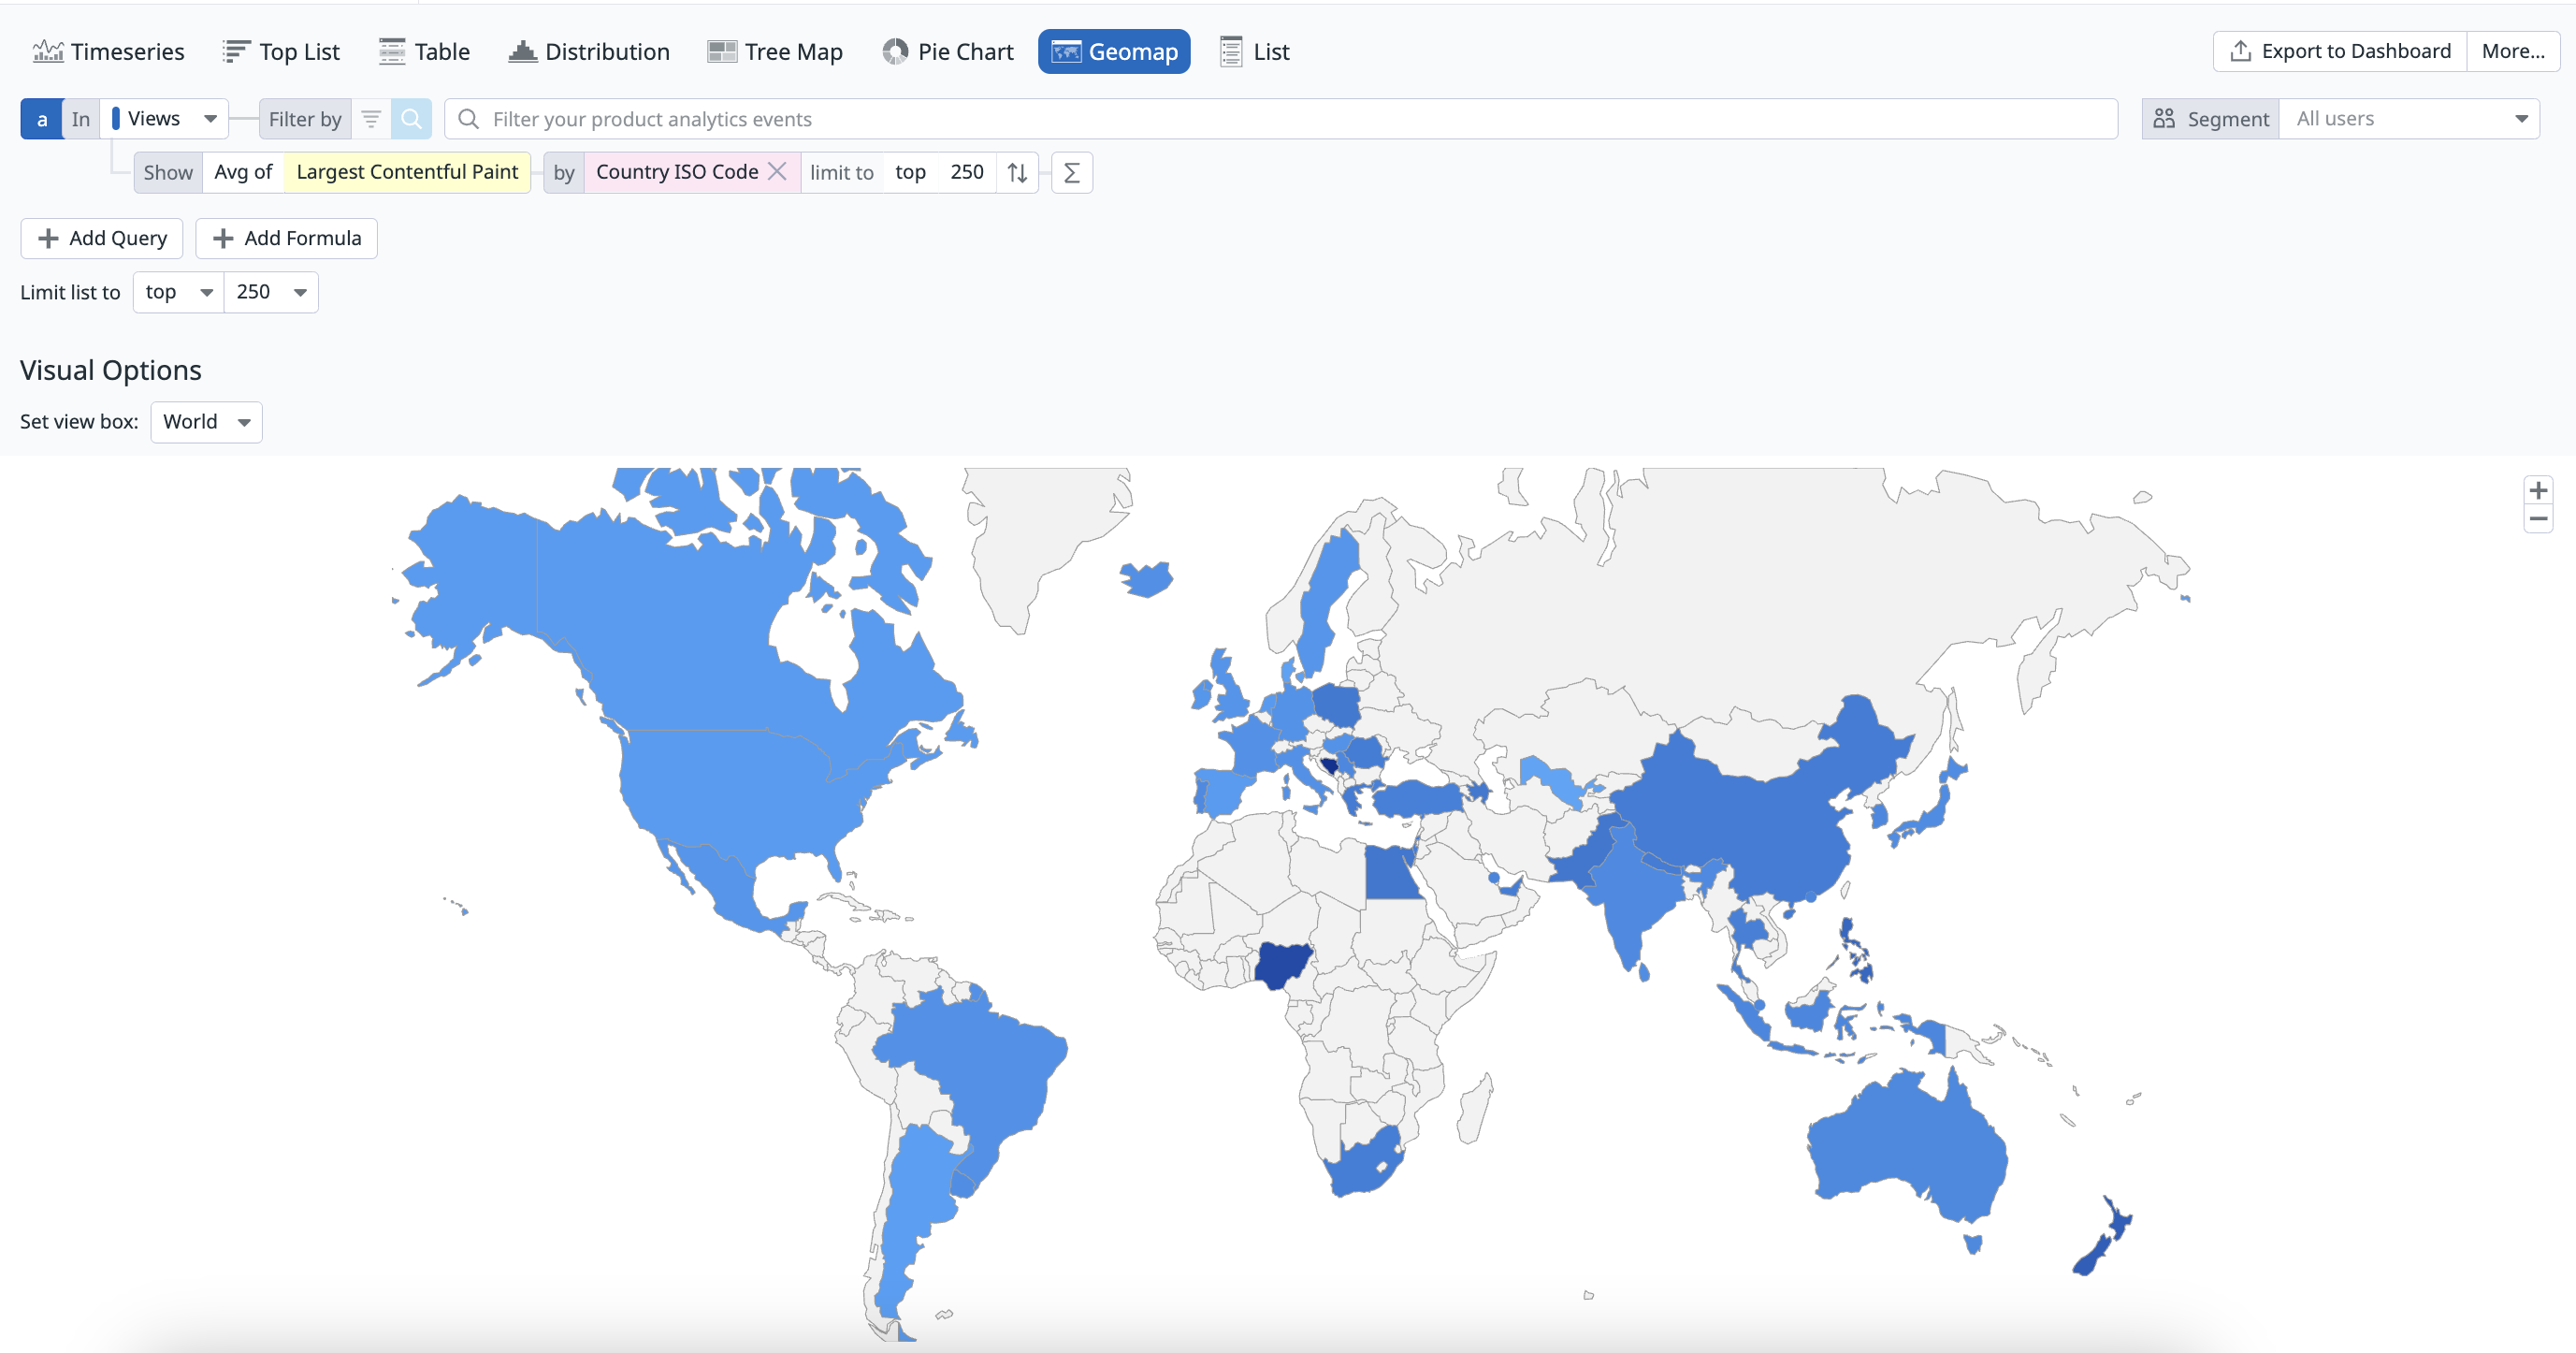 Timeseries Top List Table Distribution Tree Map Pie Chart Geomap List Export to Dashboard More...
a In Views Filter by Filter your product analytics events Segment All users
Show Avg of Largest Contentful Paint by Country ISO Code limit to top 250 Σ
Add Query Add Formula
Limit list to top 250
Visual Options
Set view box: World